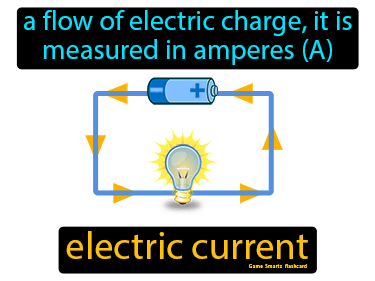 a flow of electric charge, it is
measured in amperes (A)
+
electric current
Game Smartz flashcard